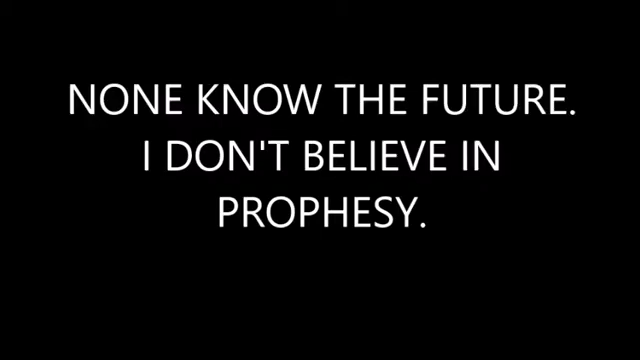 NONE KNOW THE FUTURE.
I DON'T BELIEVE IN
PROPHESY.